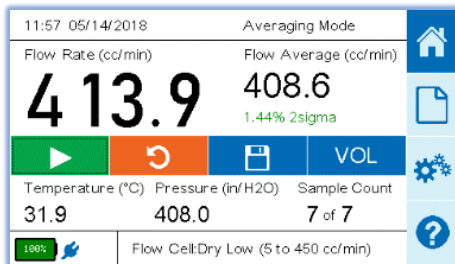 11:57 05/14/2018 Averaging Mode
Flow Rate (cc/min) Flow Average (cc/min)
413.9 408.6
1.44% 2sigma
VOL
Temperature (°C) Pressure (in/H2O) Sample Count
31.9 408.0 7 of 7
100% Flow Cell:Dry Low (5 to 450 cc/min)
?